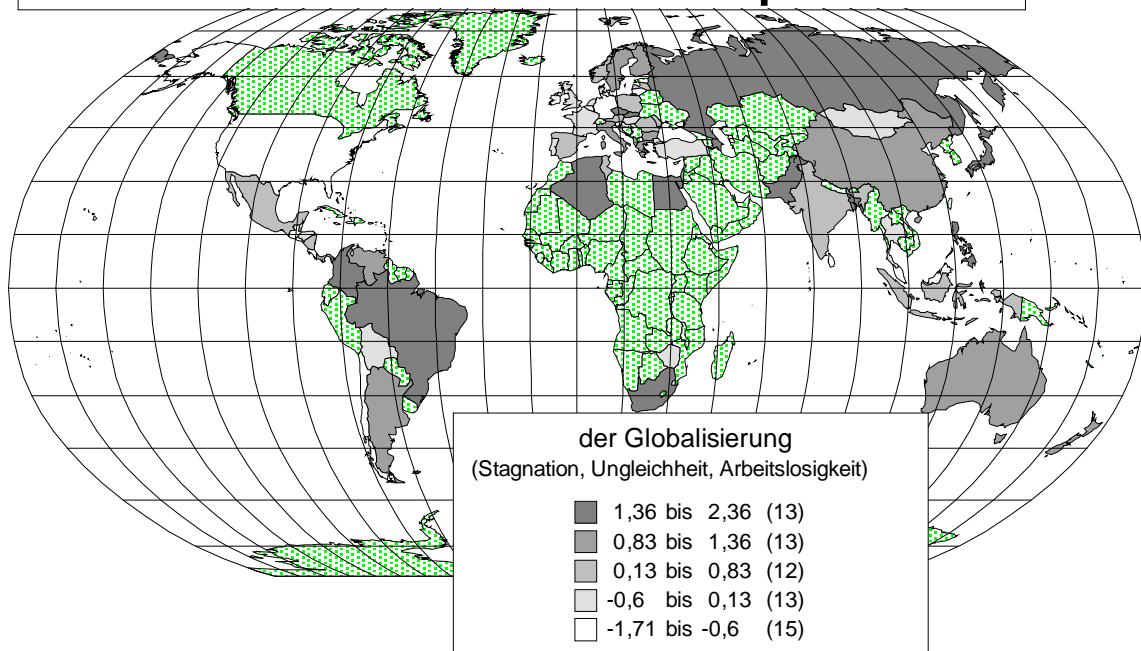 der Globalisierung
(Stagnation, Ungleichheit, Arbeitslosigkeit)
1,36 bis 2,36 (13)
0,83 bis 1,36 (13)
0,13 bis 0,83 (12)
-0,6 bis 0,13 (13)
-1,71 bis -0,6 (15)